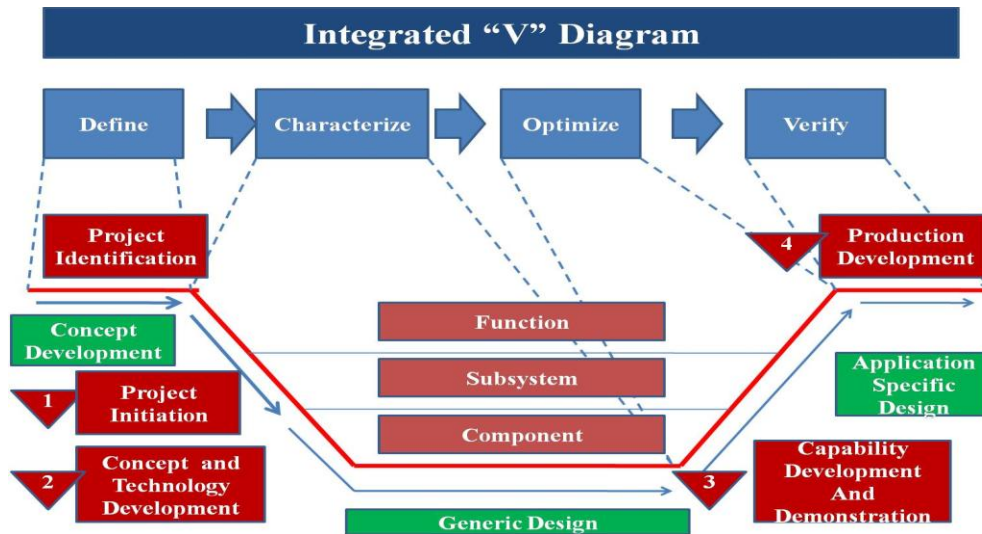 Integrated “V” Diagram
Define
Characterize
Optimize
Verify
Project
Identification
4
Production
Development
Concept
Development
1
Project
Initiation
2
Concept and
Technology
Development
Function
Subsystem
Component
Generic Design
3
Capability
Development
And
Demonstration
Application
Specific
Design